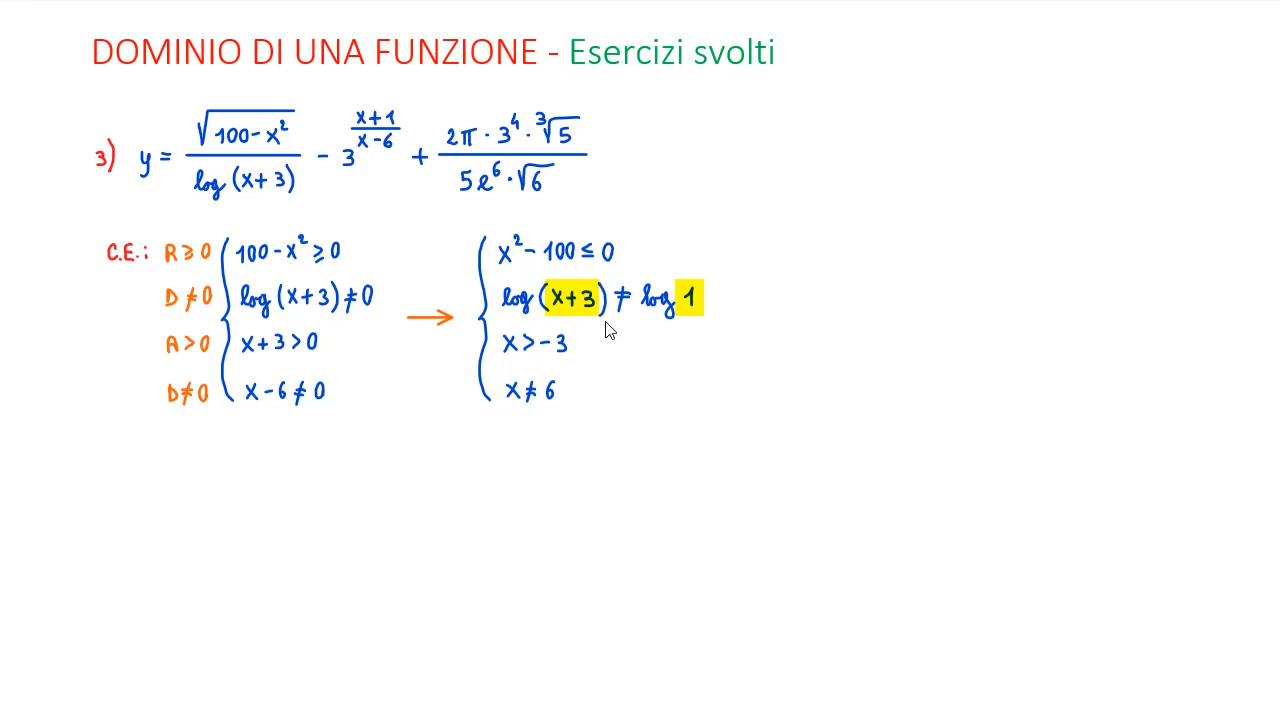 DOMINIO DI UNA FUNZIONE - Esercizi svolti
3) y = √(100-x²) / log(x+3) - 3^((x+1)/(x-6)) + (2π · 3⁴ · ∛5) / (5e⁶ · √6)
C.E.: R ≥ 0 { 100 - x² ≥ 0
D ≠ 0 log(x+3) ≠ 0
A > 0 x+3 > 0
D ≠ 0 x - 6 ≠ 0
→ { x² - 100 ≤ 0
log(x+3) ≠ log 1
x > -3
x ≠ 6